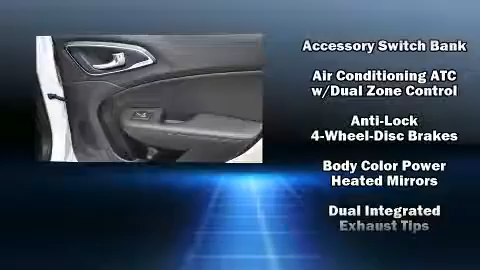 Accessory Switch Bank
Air Conditioning ATC
w/Dual Zone Control
Anti-Lock
4-Wheel-Disc Brakes
Body Color Power
Heated Mirrors
Dual Integrated
Exhaust Tips